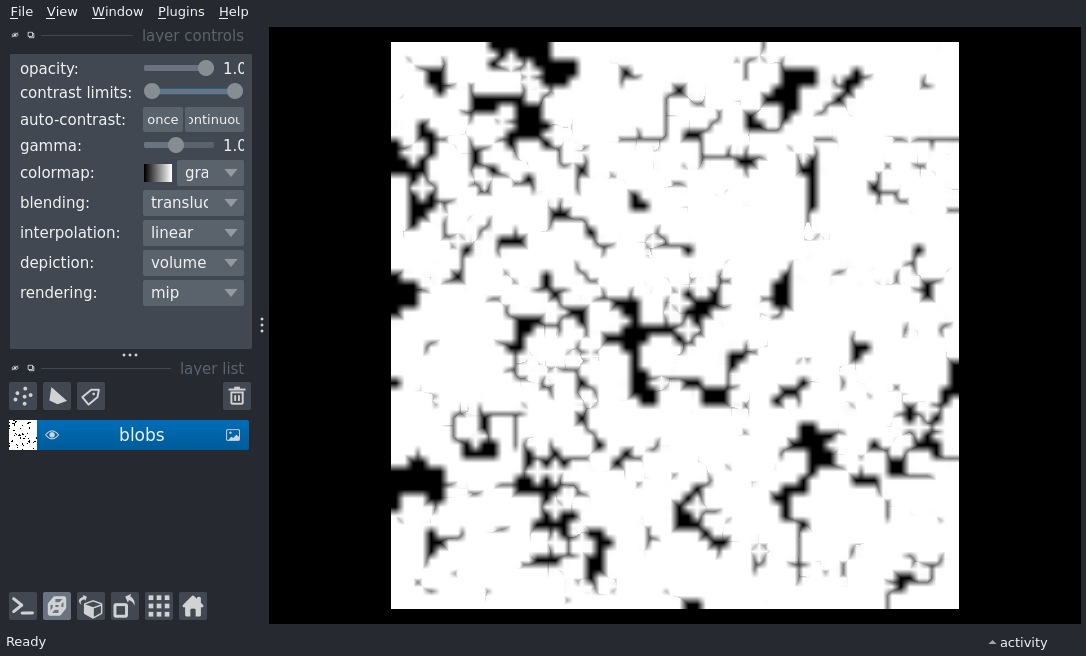 File View Window Plugins Help
layer controls
opacity: 1.0
contrast limits:
auto-contrast: once ontinuou
gamma: 1.0
colormap: gra
blending: transluc
interpolation: linear
depiction: volume
rendering: mip
layer list
blobs
Ready
activity